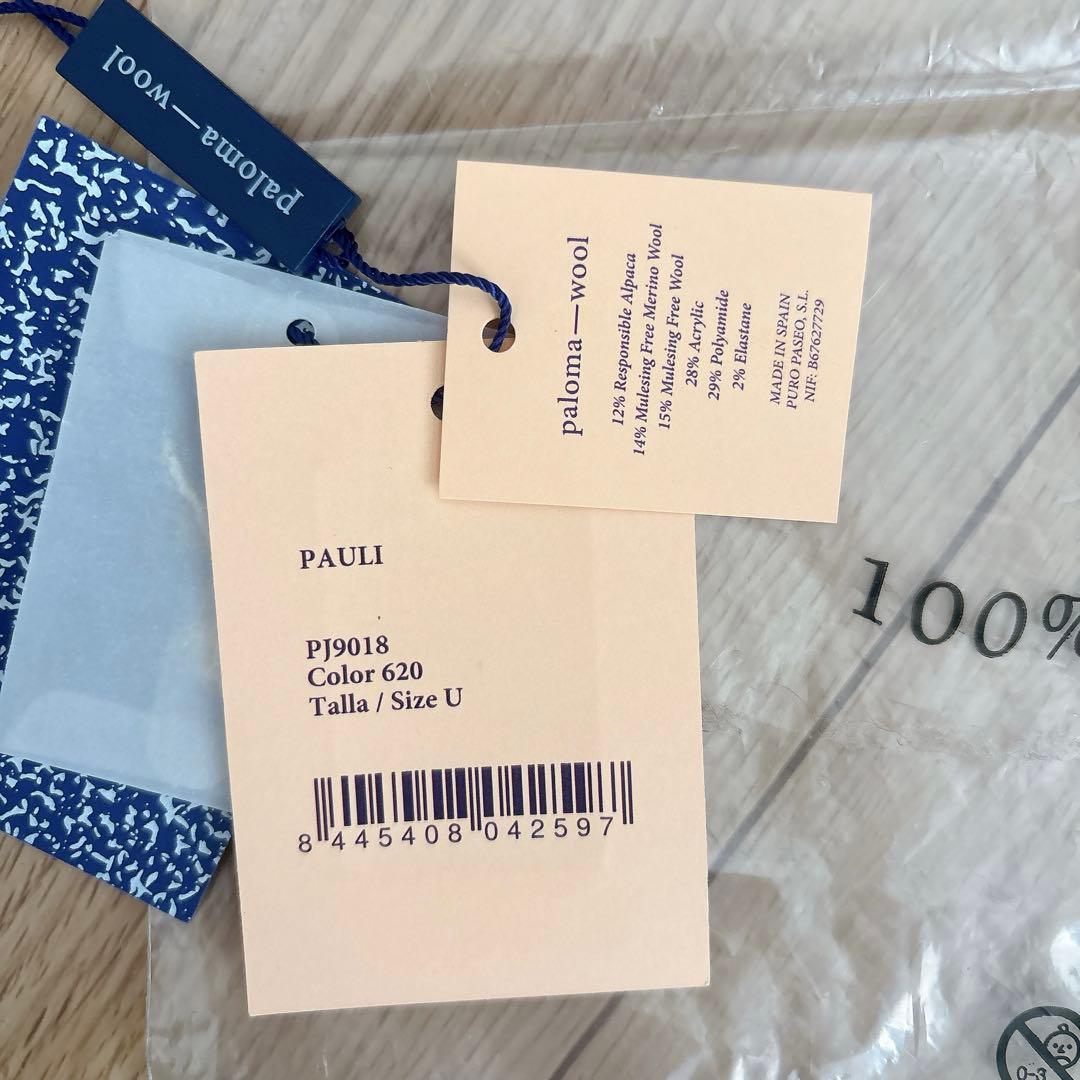 paloma—wool
paloma—wool
12% Responsible Alpaca
14% Mulesing Free Merino Wool
15% Mulesing Free Wool
28% Acrylic
29% Polyamide
2% Elastane
MADE IN SPAIN
PURO PASEO, S.L.
NIF: B67627729
PAULI
PJ9018
Color 620
Talla / Size U
8 445408 042597
100%
0-3